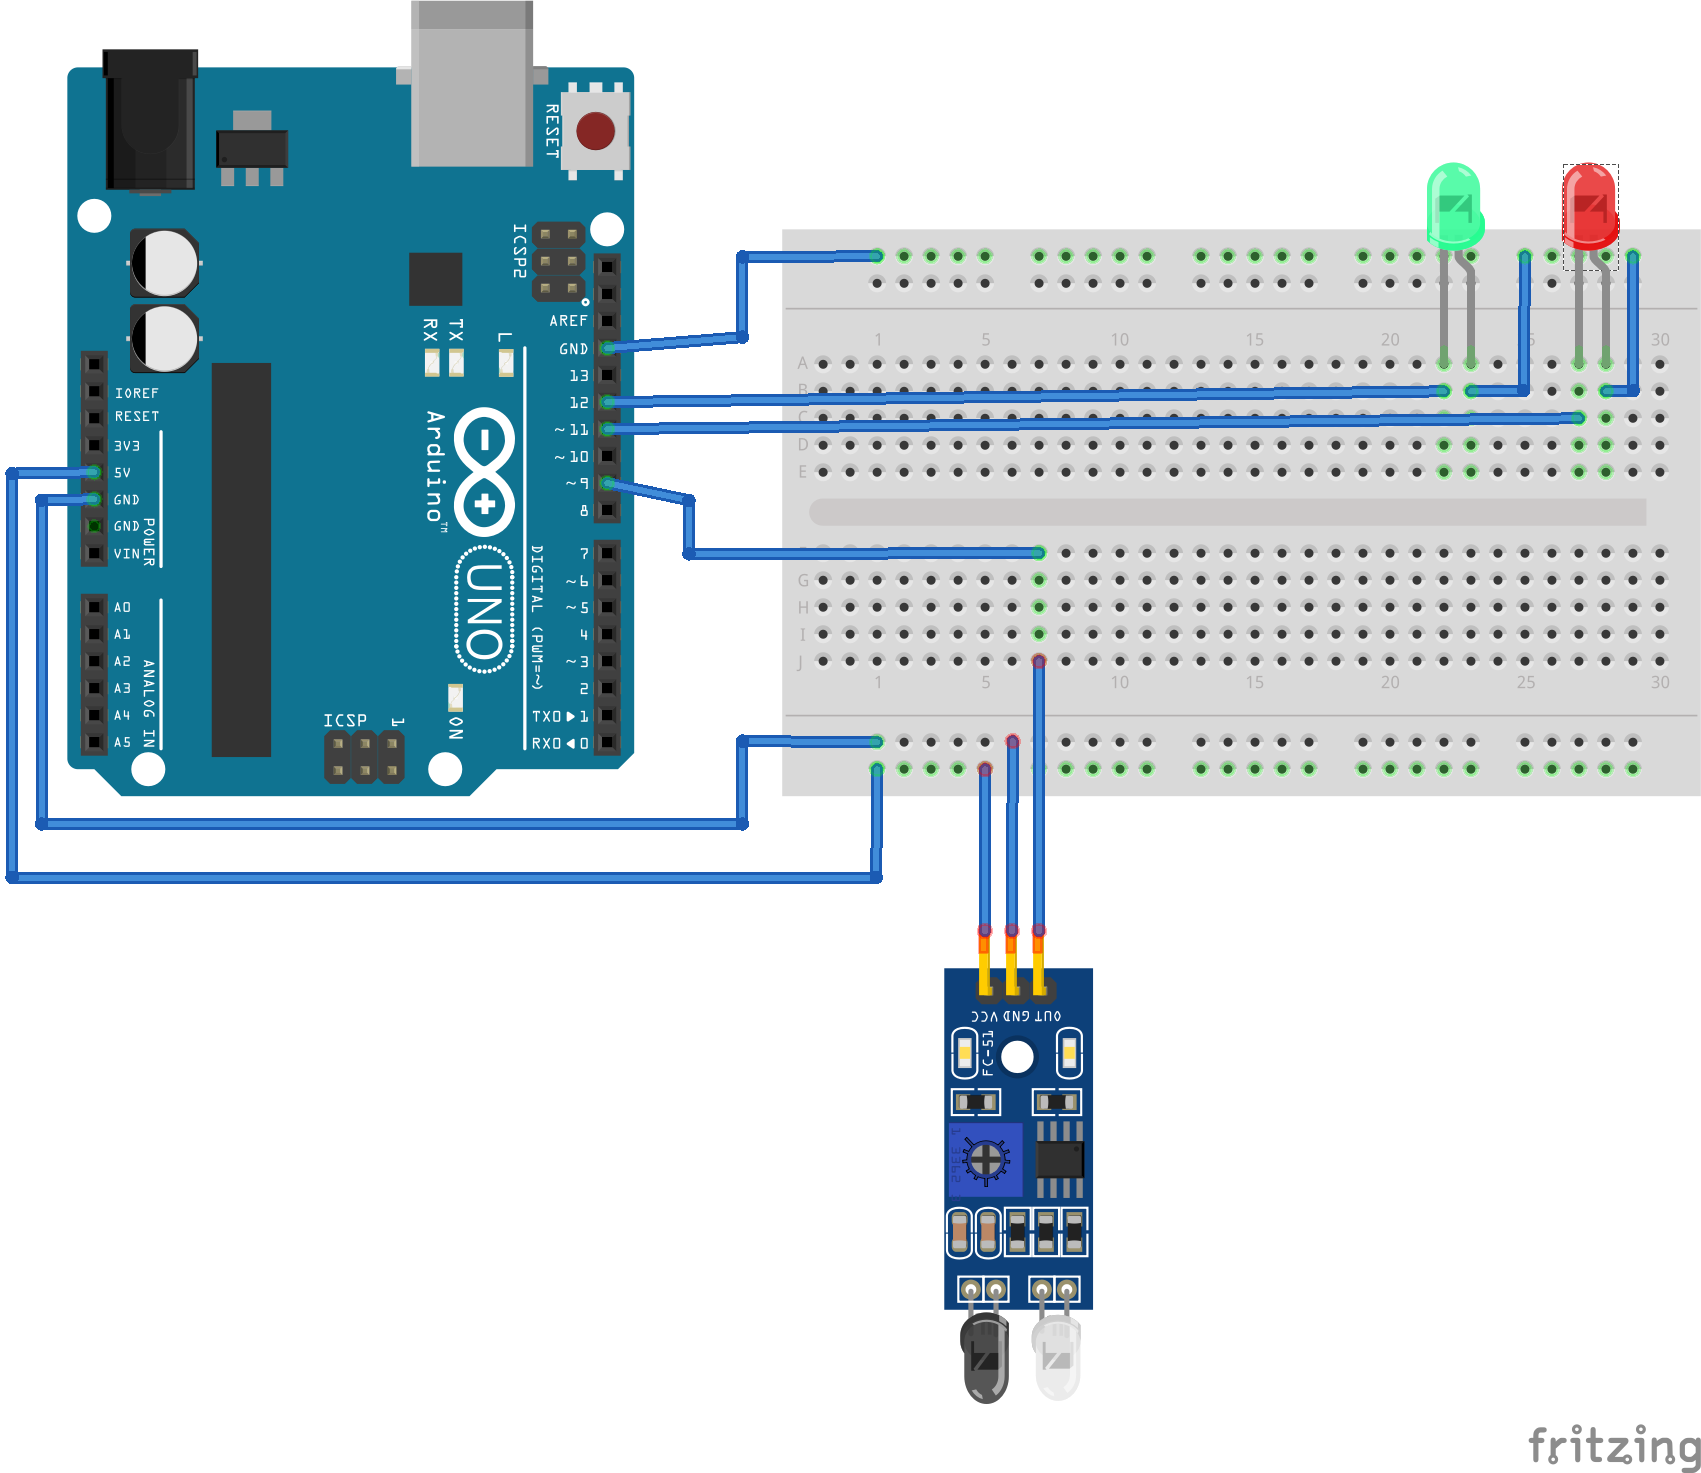 RESET
ICSP2
AREF
GND
13
12
~11
~10
~9
8
7
~6
~5
4
~3
2
TX0▶1
RX0◀0
RX
TX
L
IOREF
RESET
3V3
5V
GND
GND
VIN
POWER
A0
A1
A2
A3
A4
A5
ANALOG IN
Arduino™
UNO
DIGITAL (PWM=~)
ICSP
1
ON
1 5 10 15 20 25 30
A
B
C
D
E
G
H
I
J
1 5 10 15 20 25 30
VCC GND OUT
FC-51
fritzing